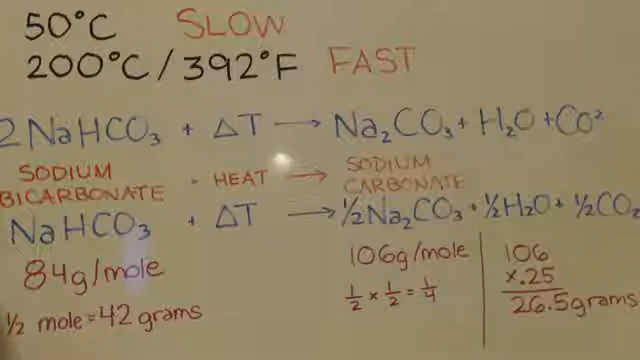 50°C SLOW
200°C / 392°F FAST
2NaHCO₃ + ΔT → Na₂CO₃ + H₂O + Co²
SODIUM BICARBONATE + HEAT → SODIUM CARBONATE
NaHCO₃ + ΔT → ½Na₂CO₃ + ½H₂O + ½CO₂
84g/mole
½ mole = 42 grams
106g/mole
½ × ½ = ¼
106
×.25
26.5grams